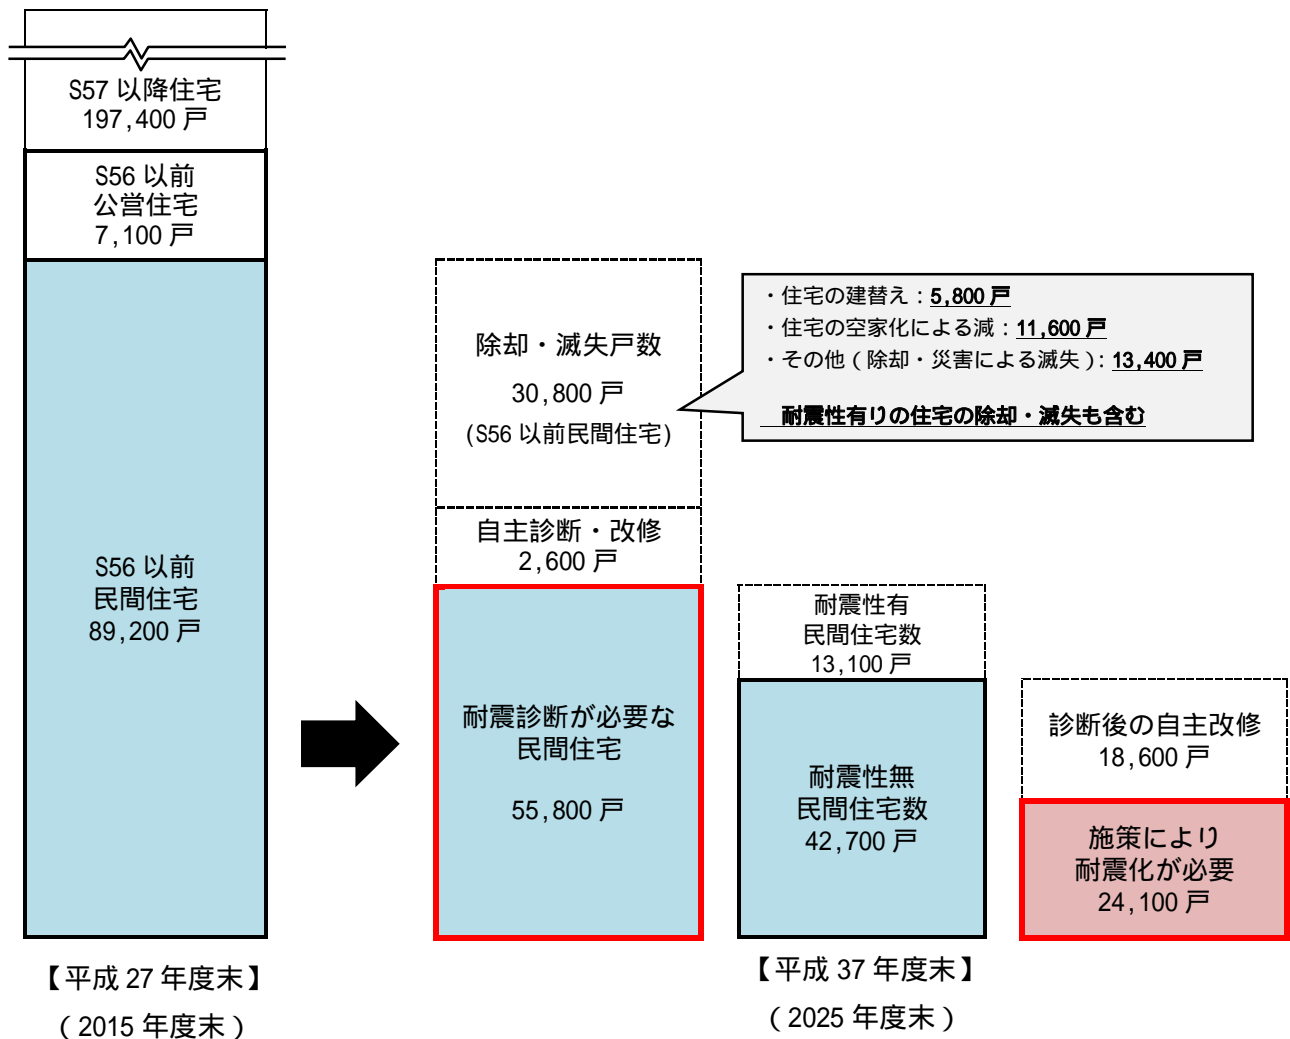 S57 以降住宅
197,400 戸
S56 以前
公営住宅
7,100 戸
S56 以前
民間住宅
89,200 戸
【平成 27 年度末】
（2015 年度末）
除却・滅失戸数
30,800 戸
(S56 以前民間住宅)
・住宅の建替え：5,800 戸
・住宅の空家化による減：11,600 戸
・その他（除却・災害による滅失）：13,400 戸
耐震性有りの住宅の除却・滅失も含む
自主診断・改修
2,600 戸
耐震診断が必要な
民間住宅
55,800 戸
耐震性有
民間住宅数
13,100 戸
耐震性無
民間住宅数
42,700 戸
診断後の自主改修
18,600 戸
施策により
耐震化が必要
24,100 戸
【平成 37 年度末】
（2025 年度末）